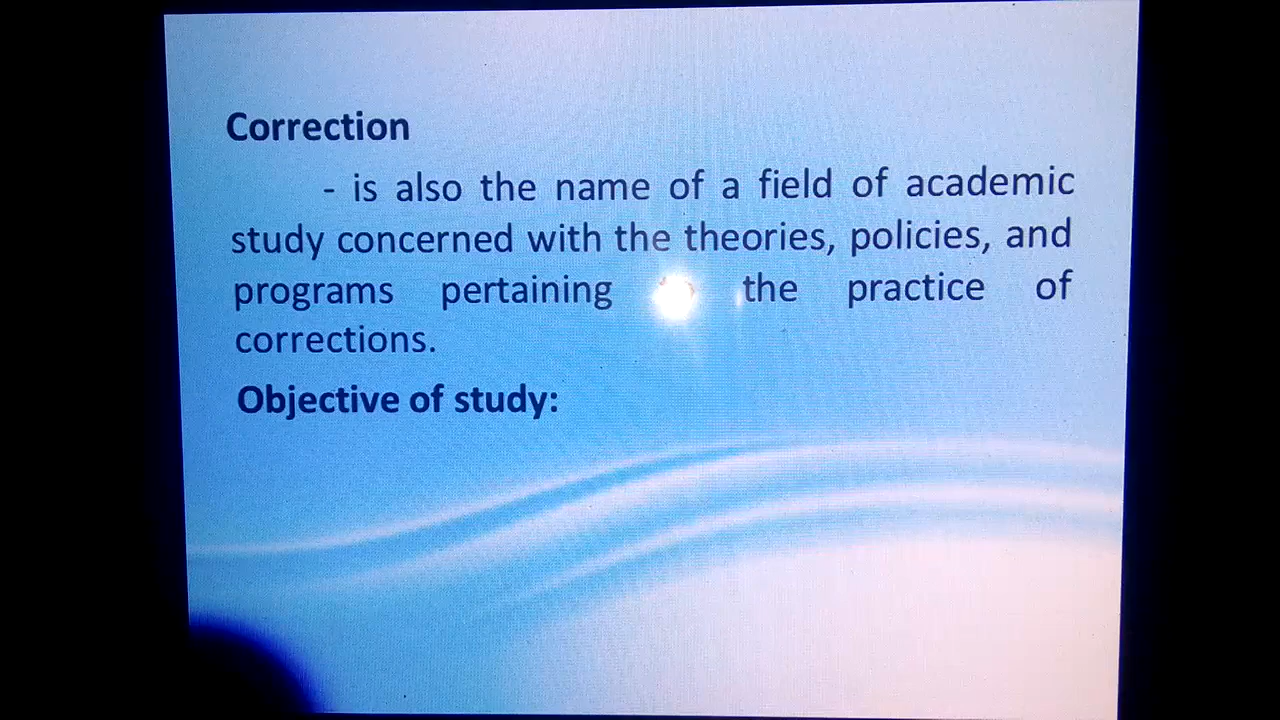 Correction
- is also the name of a field of academic
study concerned with the theories, policies, and
programs pertaining the practice of
corrections.
Objective of study: